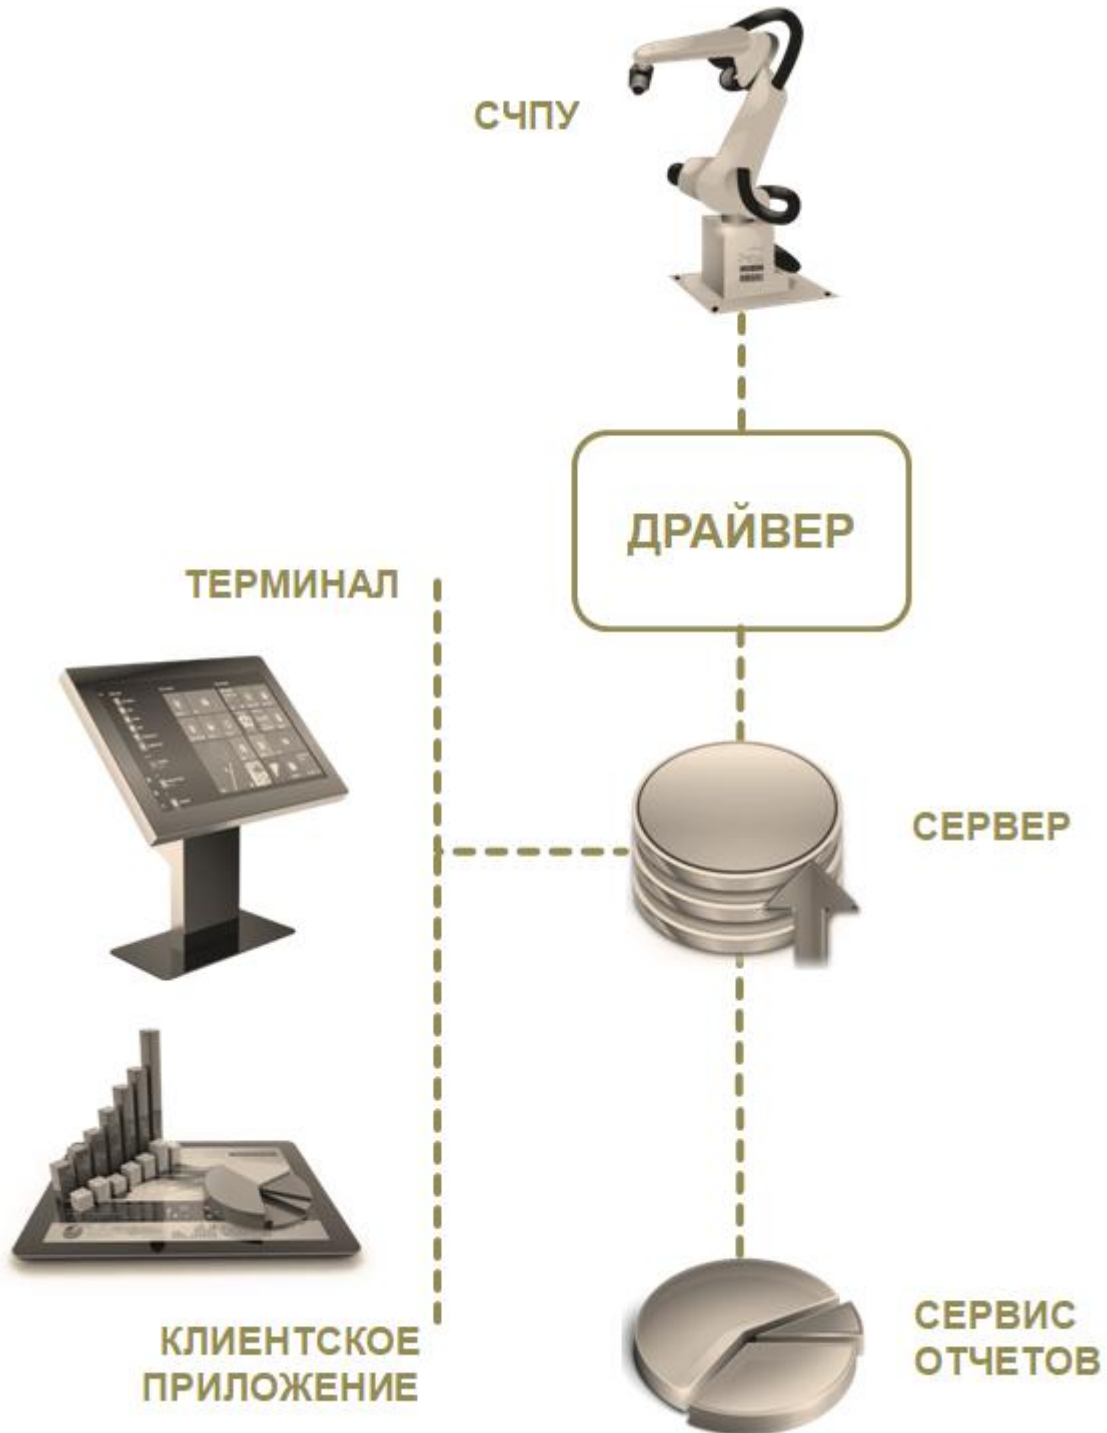 СЧПУ
ДРАЙВЕР
ТЕРМИНАЛ
СЕРВЕР
КЛИЕНТСКОЕ
ПРИЛОЖЕНИЕ
СЕРВИС
ОТЧЕТОВ